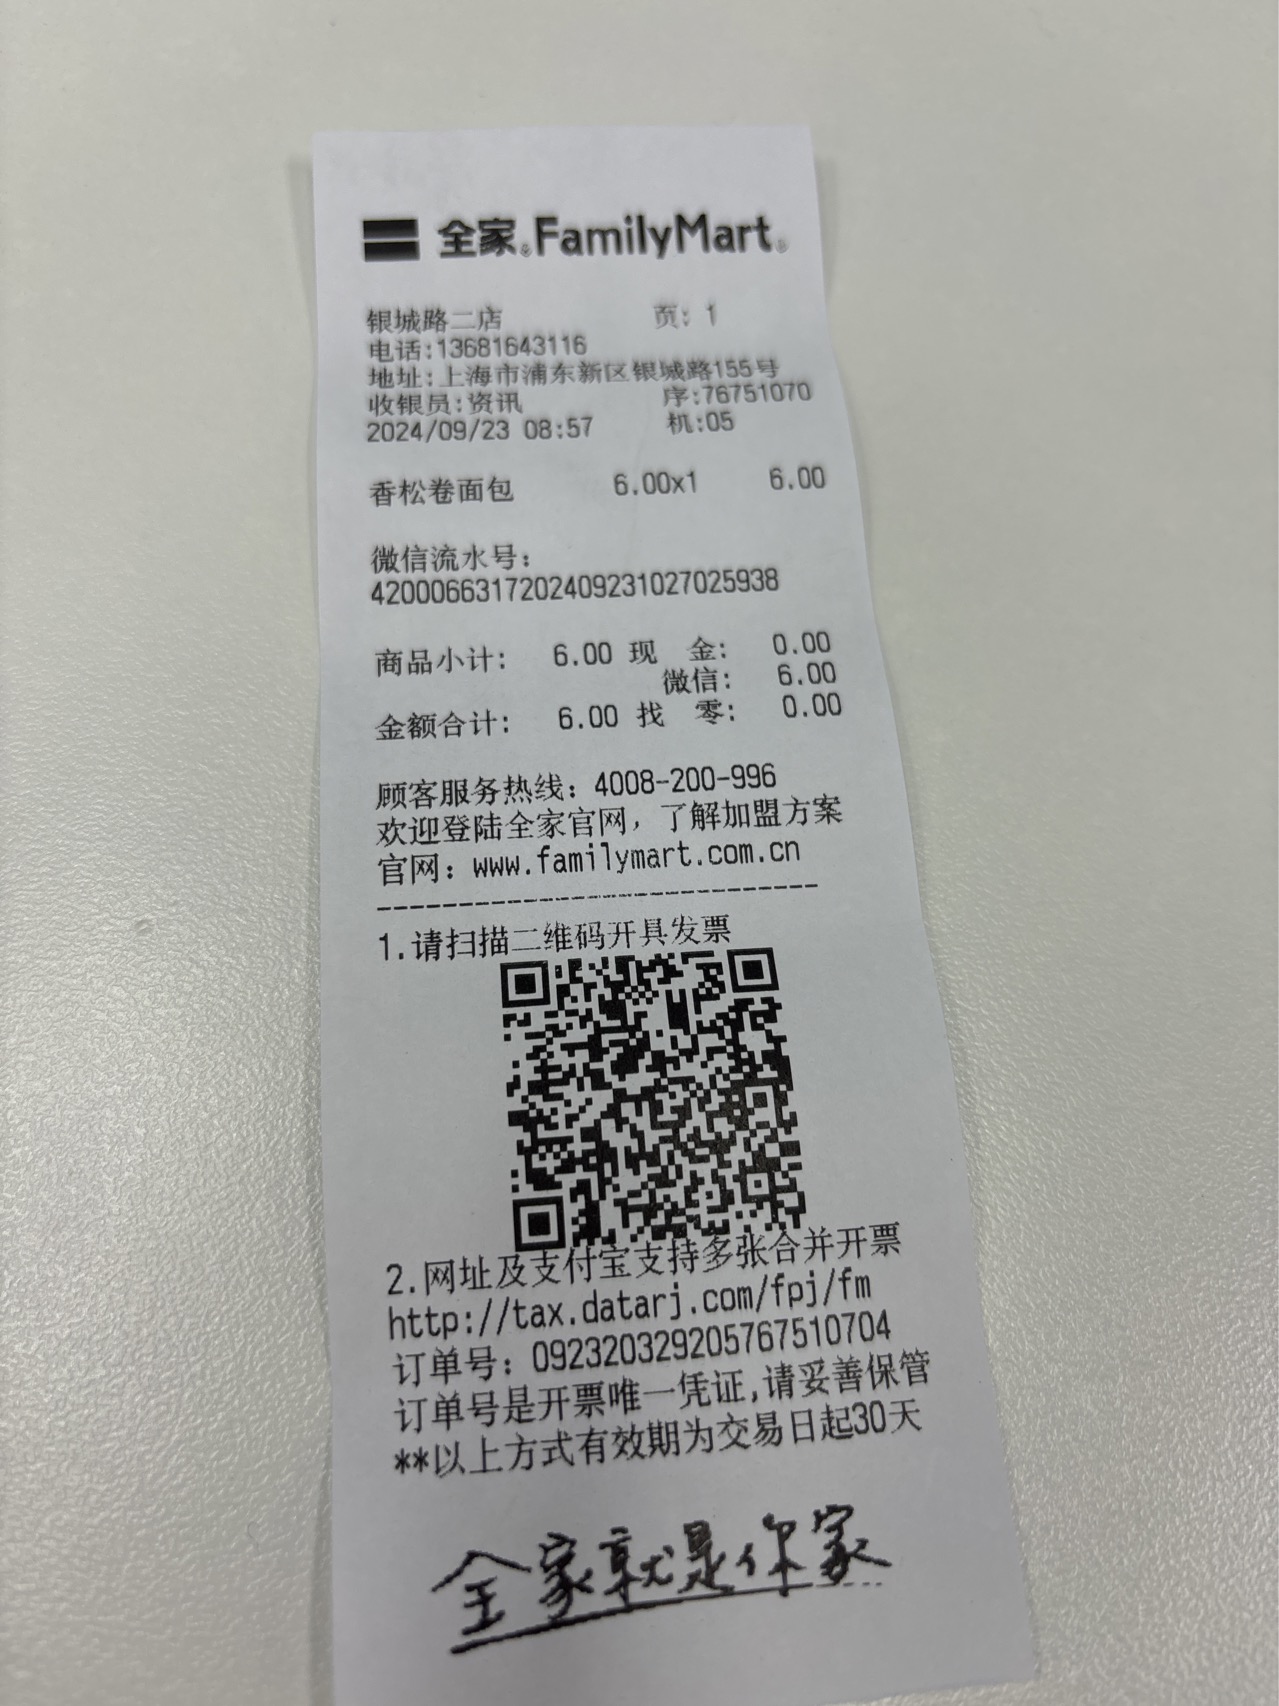 全家®FamilyMart®
银城路二店 页: 1
电话:13681643116
地址:上海市浦东新区银城路155号
收银员:资讯 序:76751070
2024/09/23 08:57 机:05
香松卷面包 6.00x1 6.00
微信流水号:
4200066317202409231027025938
商品小计: 6.00 现 金: 0.00
微信: 6.00
金额合计: 6.00 找 零: 0.00
顾客服务热线: 4008-200-996
欢迎登陆全家官网, 了解加盟方案
官网: www.familymart.com.cn
--------------------------------
1.请扫描二维码开具发票
2.网址及支付宝支持多张合并开票
http://tax.datarj.com/fpj/fm
订单号: 0923203292057675​10704
订单号是开票唯一凭证,请妥善保管
**以上方式有效期为交易日起30天
全家就是你家